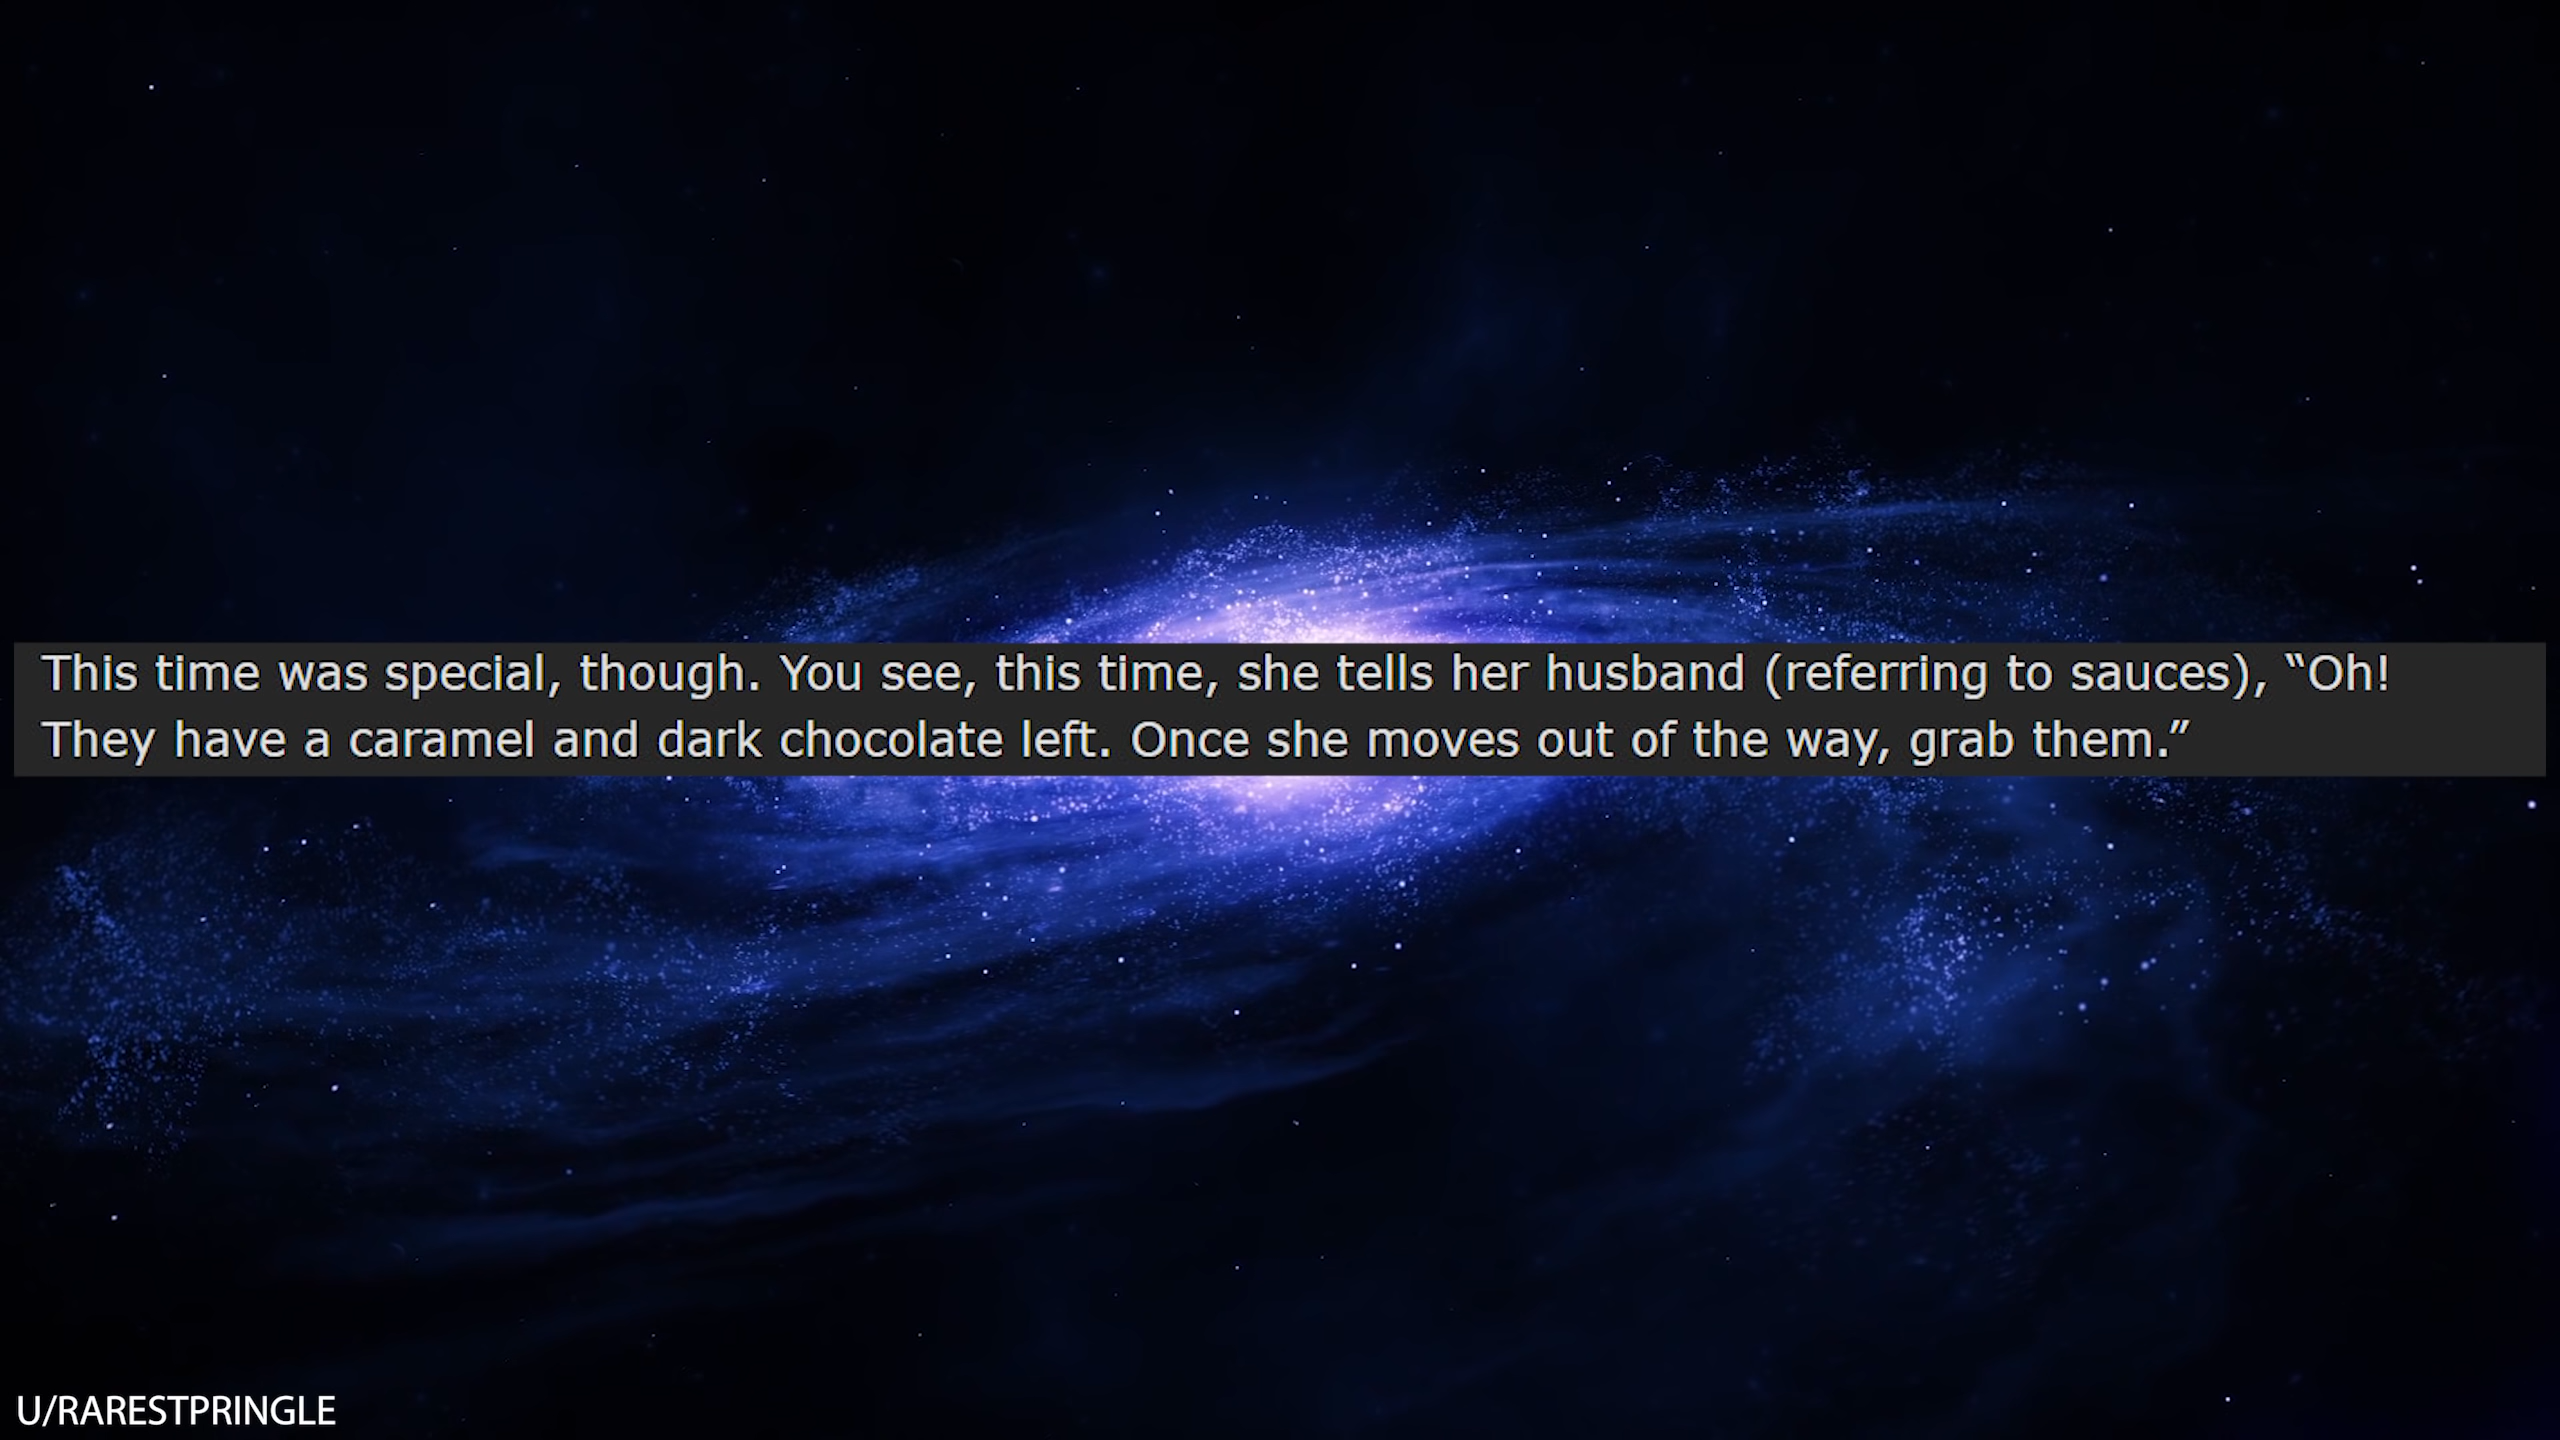 This time was special, though. You see, this time, she tells her husband (referring to sauces), “Oh!
They have a caramel and dark chocolate left. Once she moves out of the way, grab them.”
U/RARESTPRINGLE